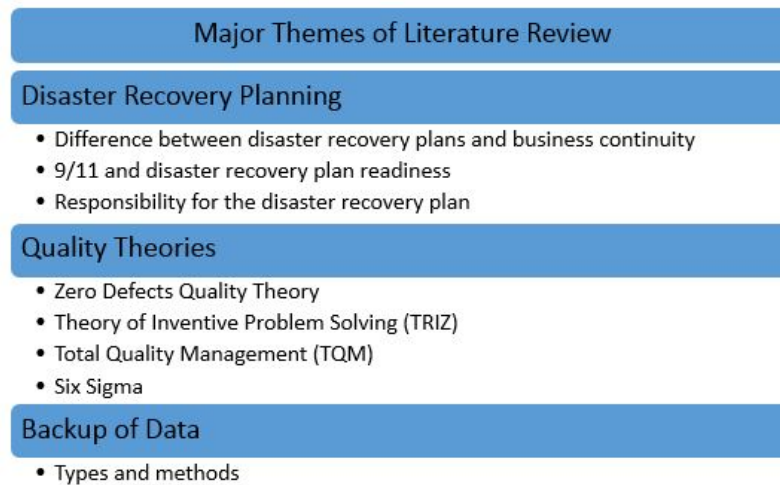 Major Themes of Literature Review
Disaster Recovery Planning
• Difference between disaster recovery plans and business continuity
• 9/11 and disaster recovery plan readiness
• Responsibility for the disaster recovery plan
Quality Theories
• Zero Defects Quality Theory
• Theory of Inventive Problem Solving (TRIZ)
• Total Quality Management (TQM)
• Six Sigma
Backup of Data
• Types and methods